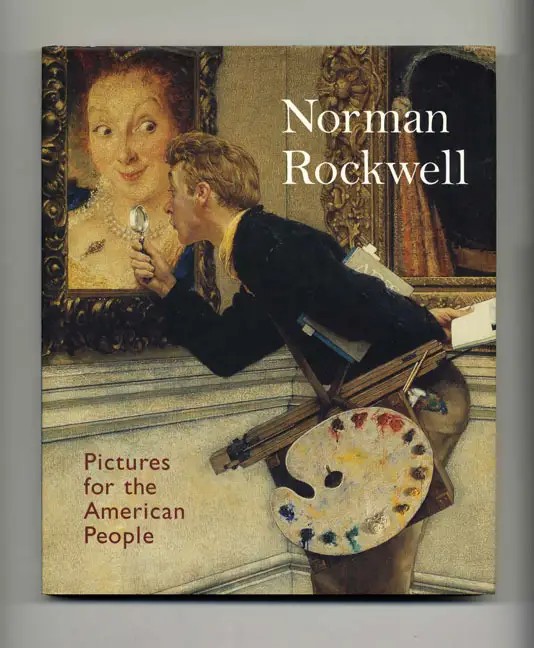 Norman
Rockwell
Pictures
for the
American
People